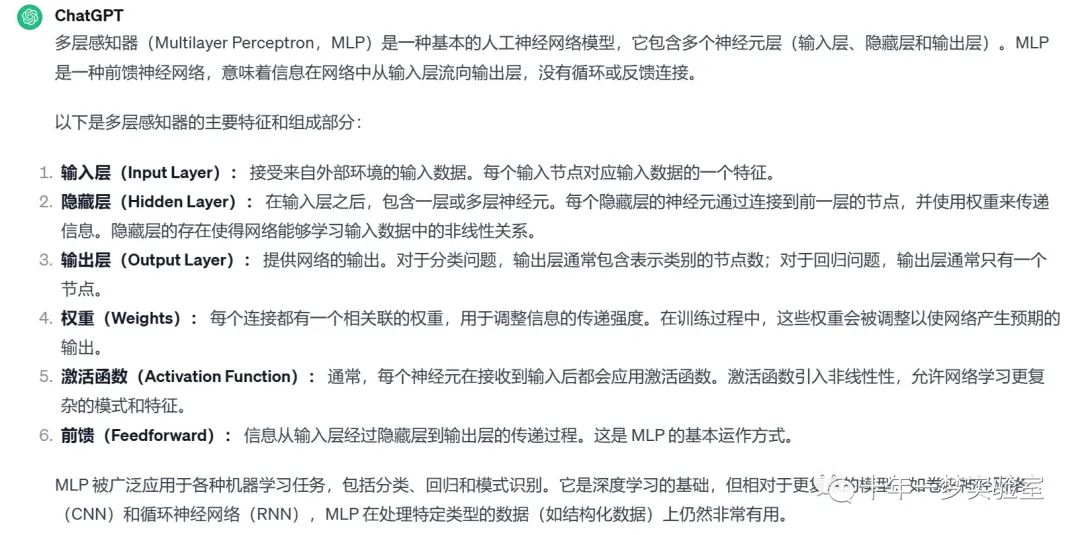 ChatGPT
多层感知器（Multilayer Perceptron，MLP）是一种基本的人工神经网络模型，它包含多个神经元层（输入层、隐藏层和输出层）。MLP
是一种前馈神经网络，意味着信息在网络中从输入层流向输出层，没有循环或反馈连接。
以下是多层感知器的主要特征和组成部分：
1. 输入层（Input Layer）： 接受来自外部环境的输入数据。每个输入节点对应输入数据的一个特征。
2. 隐藏层（Hidden Layer）： 在输入层之后，包含一层或多层神经元。每个隐藏层的神经元通过连接到前一层的节点，并使用权重来传递
信息。隐藏层的存在使得网络能够学习输入数据中的非线性关系。
3. 输出层（Output Layer）： 提供网络的输出。对于分类问题，输出层通常包含表示类别的节点数；对于回归问题，输出层通常只有一个
节点。
4. 权重（Weights）： 每个连接都有一个相关联的权重，用于调整信息的传递强度。在训练过程中，这些权重会被调整以使网络产生预期的
输出。
5. 激活函数（Activation Function）： 通常，每个神经元在接收到输入后都会应用激活函数。激活函数引入非线性性，允许网络学习更复
杂的模式和特征。
6. 前馈（Feedforward）： 信息从输入层经过隐藏层到输出层的传递过程。这是 MLP 的基本运作方式。
MLP 被广泛应用于各种机器学习任务，包括分类、回归和模式识别。它是深度学习的基础，但相对于更复杂的模型，如卷积神经网络
（CNN）和循环神经网络（RNN），MLP 在处理特定类型的数据（如结构化数据）上仍然非常有用。
十年一梦实验室